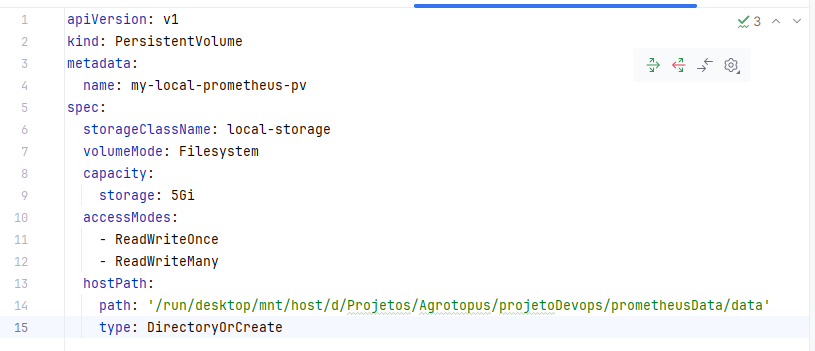 1 apiVersion: v1
2 kind: PersistentVolume
3 metadata:
4   name: my-local-prometheus-pv
5 spec:
6   storageClassName: local-storage
7   volumeMode: Filesystem
8   capacity:
9     storage: 5Gi
10   accessModes:
11     - ReadWriteOnce
12     - ReadWriteMany
13   hostPath:
14     path: '/run/desktop/mnt/host/d/Projetos/Agrotopus/projetoDevops/prometheusData/data'
15     type: DirectoryOrCreate
3